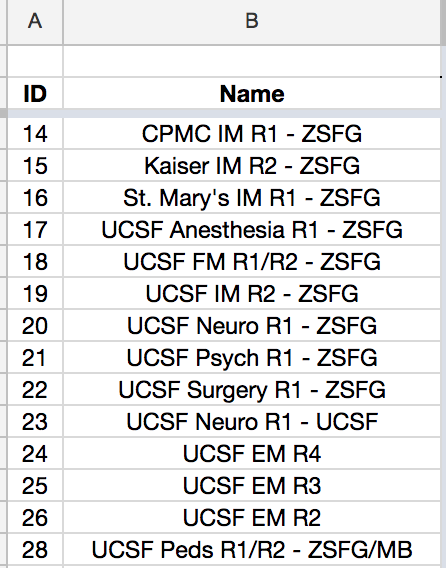 A B
ID Name
14 CPMC IM R1 - ZSFG
15 Kaiser IM R2 - ZSFG
16 St. Mary's IM R1 - ZSFG
17 UCSF Anesthesia R1 - ZSFG
18 UCSF FM R1/R2 - ZSFG
19 UCSF IM R2 - ZSFG
20 UCSF Neuro R1 - ZSFG
21 UCSF Psych R1 - ZSFG
22 UCSF Surgery R1 - ZSFG
23 UCSF Neuro R1 - UCSF
24 UCSF EM R4
25 UCSF EM R3
26 UCSF EM R2
28 UCSF Peds R1/R2 - ZSFG/MB